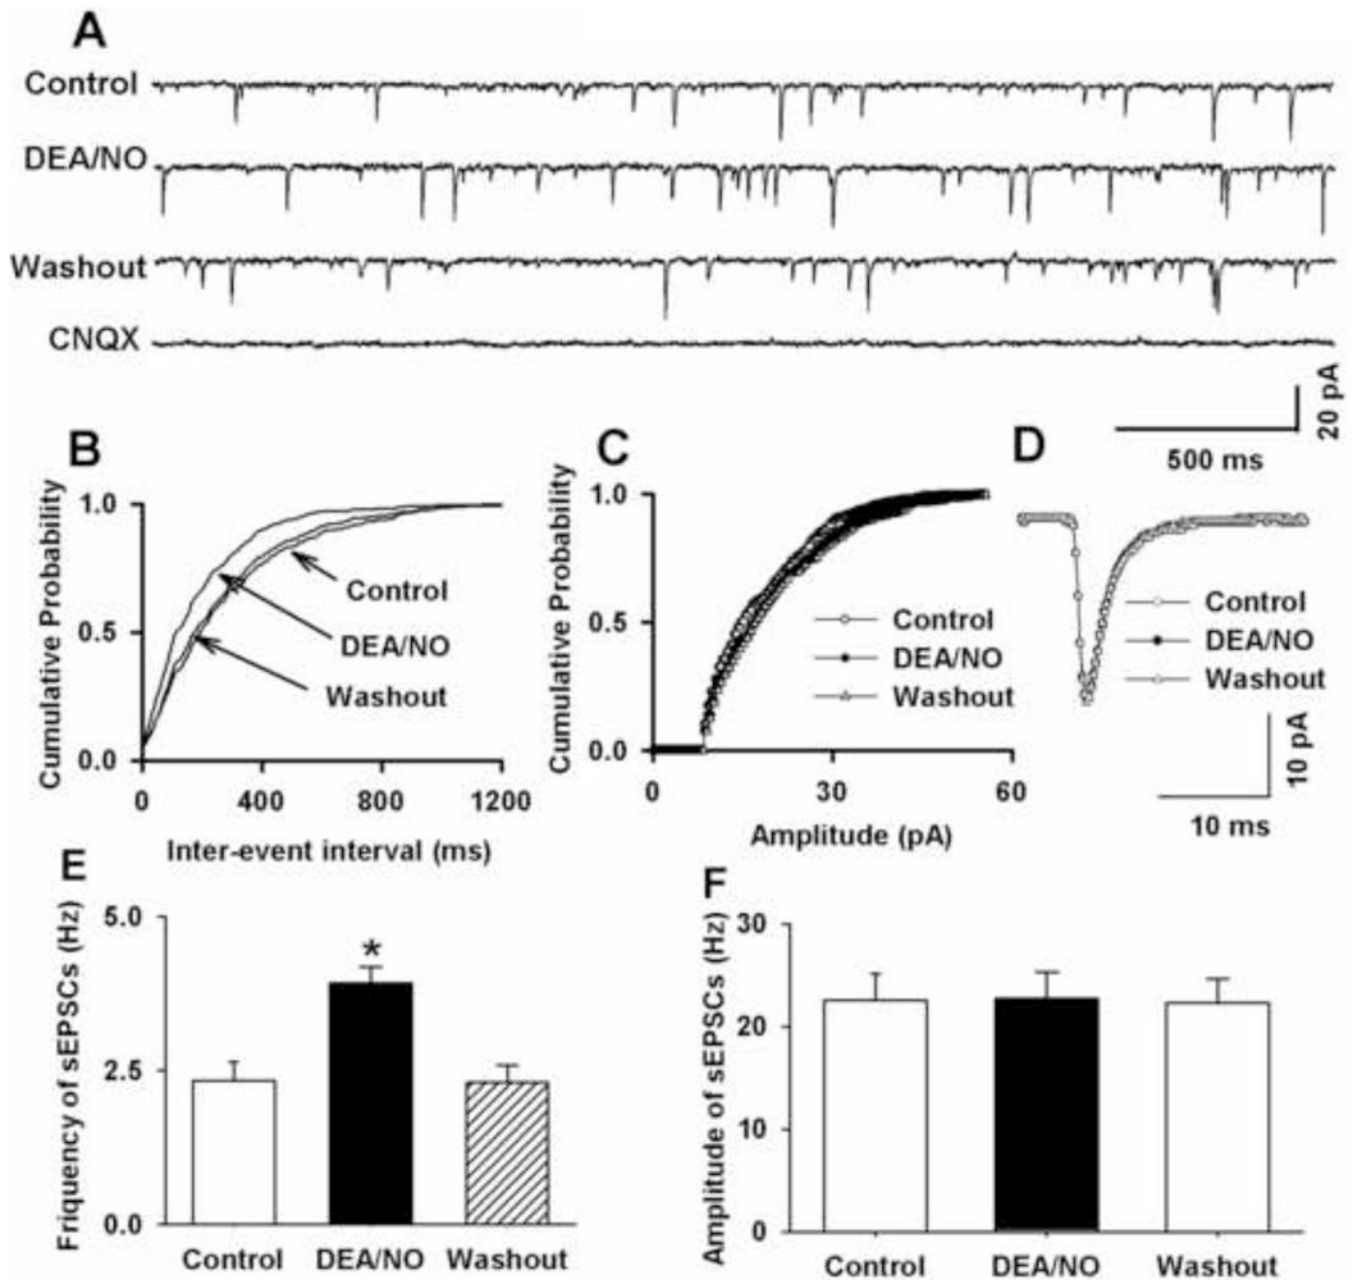 A
Control
DEA/NO
Washout
CNQX
20 pA
500 ms
B
Cumulative Probability
1.0
0.5
0.0
0
400
800
1200
Inter-event interval (ms)
Control
DEA/NO
Washout
C
Cumulative Probability
1.0
0.5
0.0
0
30
60
Amplitude (pA)
Control
DEA/NO
Washout
D
Control
DEA/NO
Washout
10 pA
10 ms
E
Friquency of sEPSCs (Hz)
5.0
2.5
0.0
*
Control
DEA/NO
Washout
F
Amplitude of sEPSCs (Hz)
30
20
10
0
Control
DEA/NO
Washout